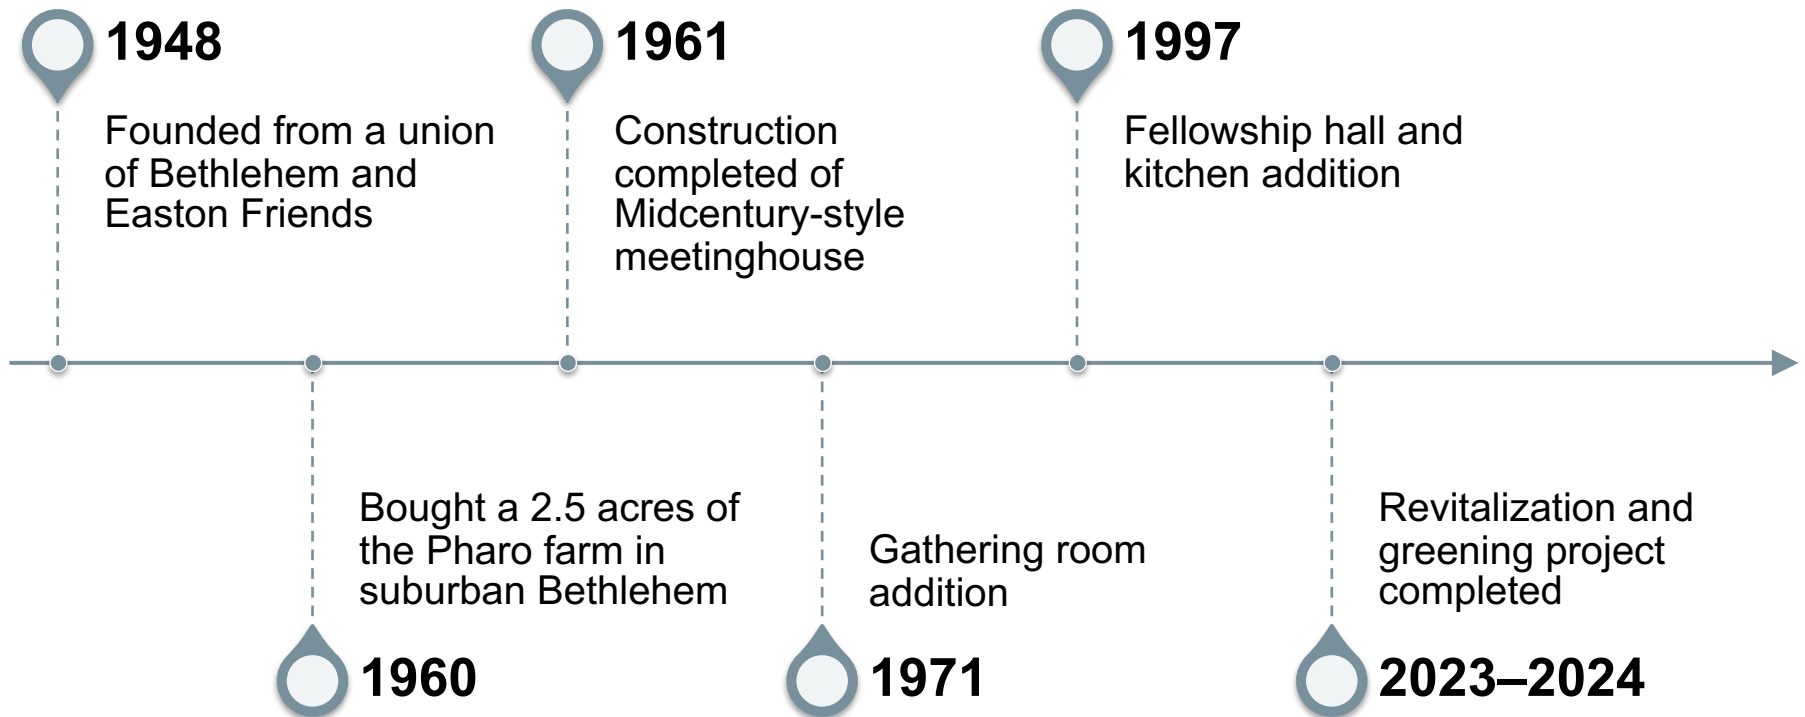 1948
Founded from a union
of Bethlehem and
Easton Friends
1960
Bought a 2.5 acres of
the Pharo farm in
suburban Bethlehem
1961
Construction
completed of
Midcentury-style
meetinghouse
1971
Gathering room
addition
1997
Fellowship hall and
kitchen addition
2023–2024
Revitalization and
greening project
completed